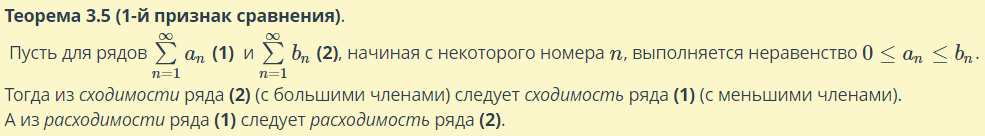 Теорема 3.5 (1-й признак сравнения).
Пусть для рядов $\sum_{n=1}^{\infty} a_n$ (1) и $\sum_{n=1}^{\infty} b_n$ (2), начиная с некоторого номера $n$, выполняется неравенство $0 \leq a_n \leq b_n$.
Тогда из сходимости ряда (2) (с большими членами) следует сходимость ряда (1) (с меньшими членами).
А из расходимости ряда (1) следует расходимость ряда (2).